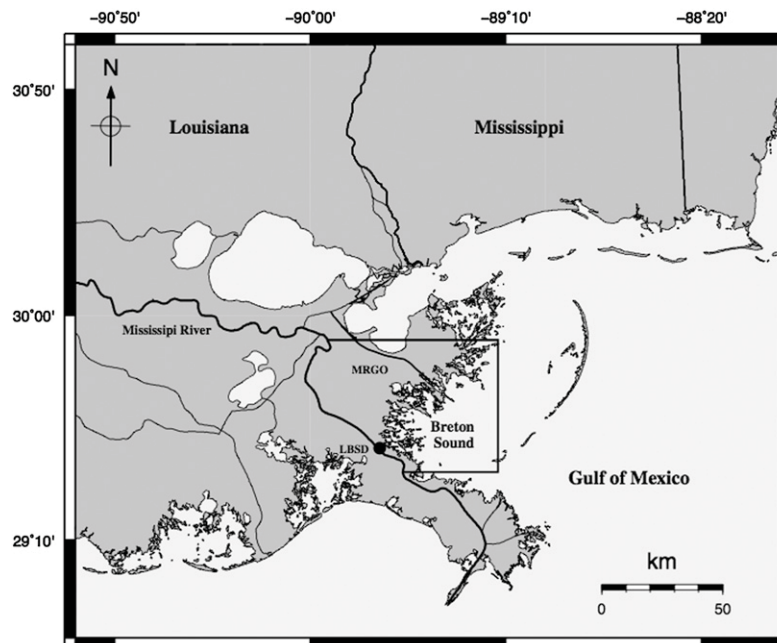 −90°50' −90°00' −89°10' −88°20'
30°50'
N
Louisiana
Mississippi
30°00'
Mississipi River
MRGO
Breton
Sound
LBSD
Gulf of Mexico
29°10'
km
0 50